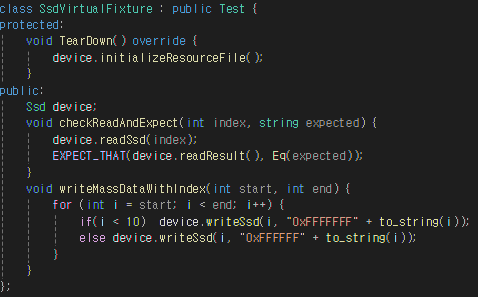 class SsdVirtualFixture : public Test {
protected:
    void TearDown() override {
        device.initializeResourceFile();
    }
public:
    Ssd device;
    void checkReadAndExpect(int index, string expected) {
        device.readSsd(index);
        EXPECT_THAT(device.readResult(), Eq(expected));
    }
    void writeMassDataWithIndex(int start, int end) {
        for (int i = start; i < end; i++) {
            if(i < 10)  device.writeSsd(i, "0xFFFFFFF" + to_string(i));
            else device.writeSsd(i, "0xFFFFFF" + to_string(i));
        }
    }
};